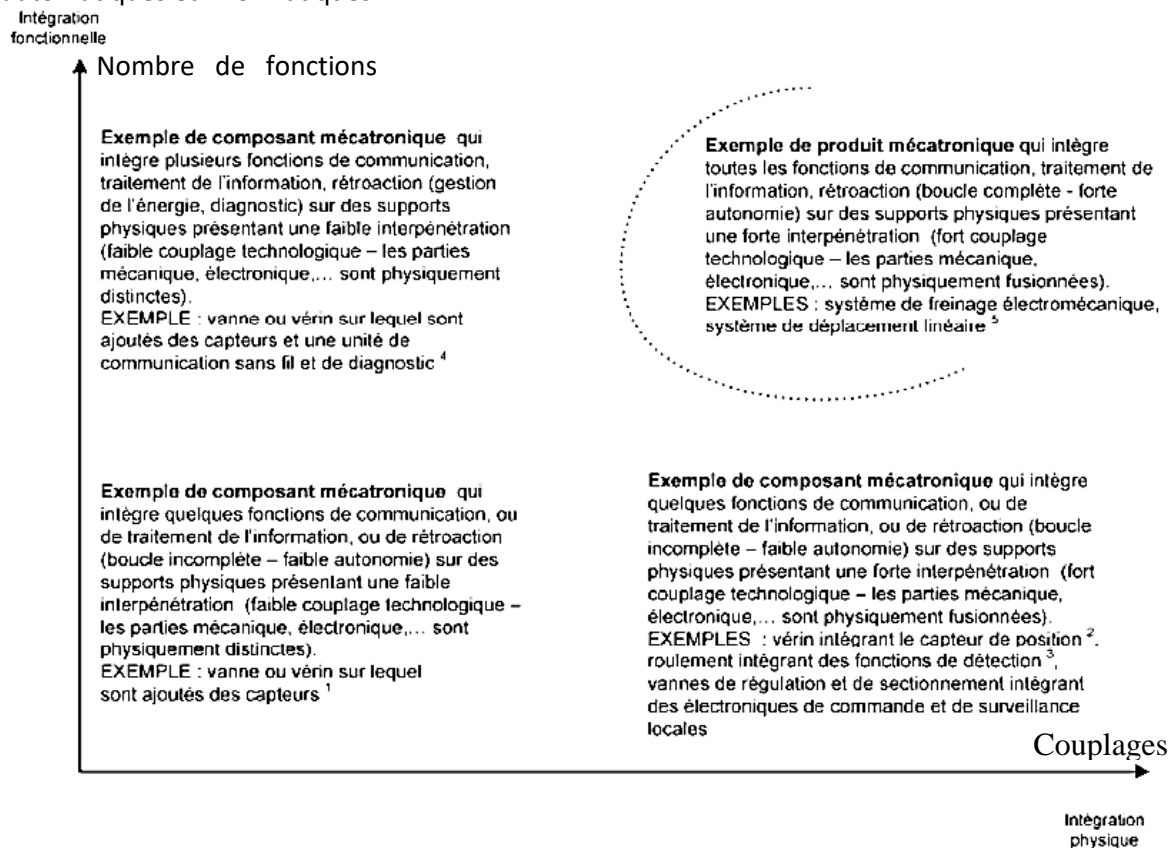 Intégration
fonctionnelle
Nombre de fonctions
Exemple de composant mécatronique qui
intègre plusieurs fonctions de communication,
traitement de l'information, rétroaction (gestion
de l'énergie, diagnostic) sur des supports
physiques présentant une faible interpénétration
(faible couplage technologique – les parties
mécanique, électronique,... sont physiquement
distinctes).
EXEMPLE : vanne ou vérin sur lequel sont
ajoutés des capteurs et une unité de
communication sans fil et de diagnostic 4
Exemple de produit mécatronique qui intègre
toutes les fonctions de communication, traitement de
l'information, rétroaction (boucle complète - forte
autonomie) sur des supports physiques présentant
une forte interpénétration (fort couplage
technologique – les parties mécanique,
électronique,... sont physiquement fusionnées).
EXEMPLES : système de freinage électromécanique,
système de déplacement linéaire 5
Exemple de composant mécatronique qui
intègre quelques fonctions de communication, ou
de traitement de l'information, ou de rétroaction
(boucle incomplète – faible autonomie) sur des
supports physiques présentant une faible
interpénétration (faible couplage technologique –
les parties mécanique, électronique,... sont
physiquement distinctes).
EXEMPLE : vanne ou vérin sur lequel
sont ajoutés des capteurs 1
Exemple de composant mécatronique qui intègre
quelques fonctions de communication, ou de
traitement de l'information, ou de rétroaction (boucle
incomplète – faible autonomie) sur des supports
physiques présentant une forte interpénétration (fort
couplage technologique – les parties mécanique,
électronique,... sont physiquement fusionnées).
EXEMPLES : vérin intégrant le capteur de position 2,
roulement intégrant des fonctions de détection 3,
vannes de régulation et de sectionnement intégrant
des électroniques de commande et de surveillance
locales
Couplages
Intégration
physique